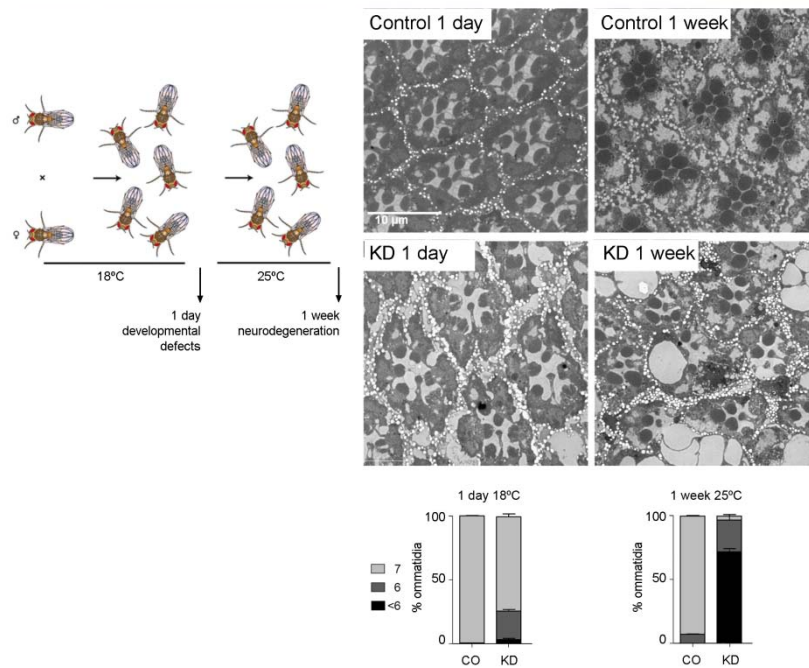 ♂
×
♀
18ºC
25ºC
1 day
developmental
defects
1 week
neurodegeneration
Control 1 day
Control 1 week
10 µm
KD 1 day
KD 1 week
1 day 18ºC
1 week 25ºC
7
6
<6
% ommatidia
100
50
0
CO
KD
% ommatidia
100
50
0
CO
KD